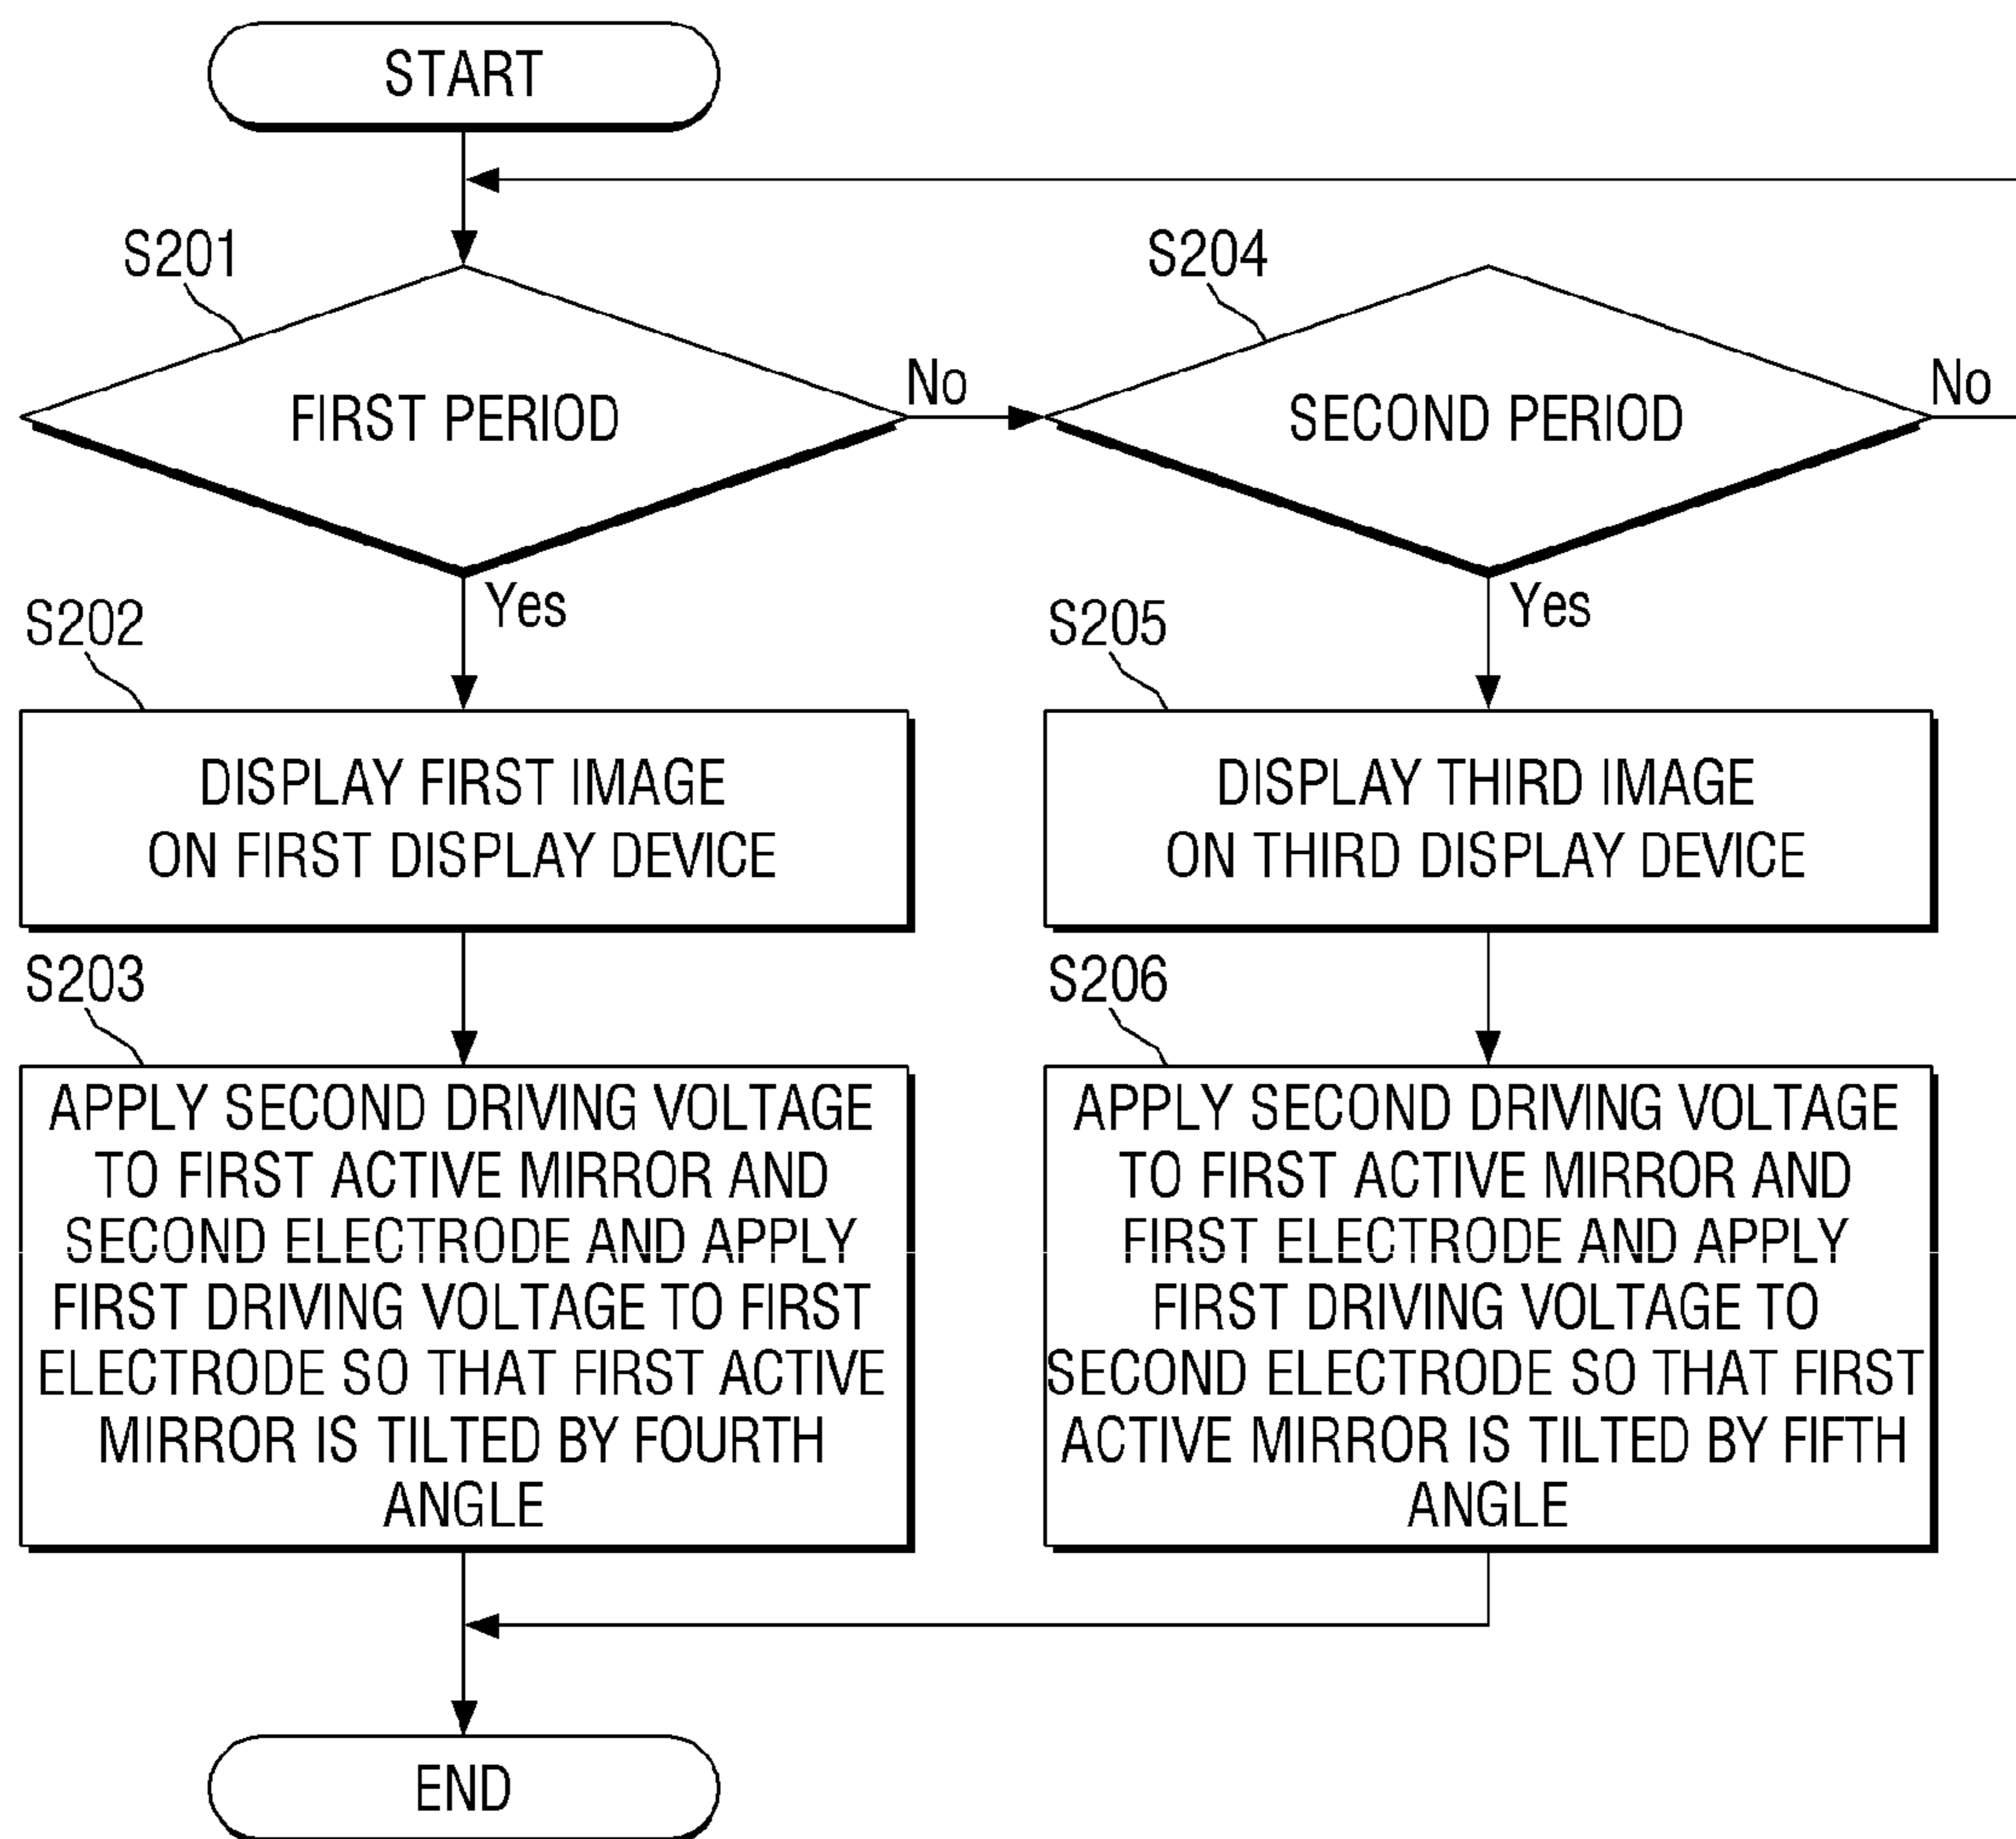 START
S201
FIRST PERIOD
No
Yes
S202
DISPLAY FIRST IMAGE
ON FIRST DISPLAY DEVICE
S203
APPLY SECOND DRIVING VOLTAGE
TO FIRST ACTIVE MIRROR AND
SECOND ELECTRODE AND APPLY
FIRST DRIVING VOLTAGE TO FIRST
ELECTRODE SO THAT FIRST ACTIVE
MIRROR IS TILTED BY FOURTH
ANGLE
S204
SECOND PERIOD
No
Yes
S205
DISPLAY THIRD IMAGE
ON THIRD DISPLAY DEVICE
S206
APPLY SECOND DRIVING VOLTAGE
TO FIRST ACTIVE MIRROR AND
FIRST ELECTRODE AND APPLY
FIRST DRIVING VOLTAGE TO
SECOND ELECTRODE SO THAT FIRST
ACTIVE MIRROR IS TILTED BY FIFTH
ANGLE
END